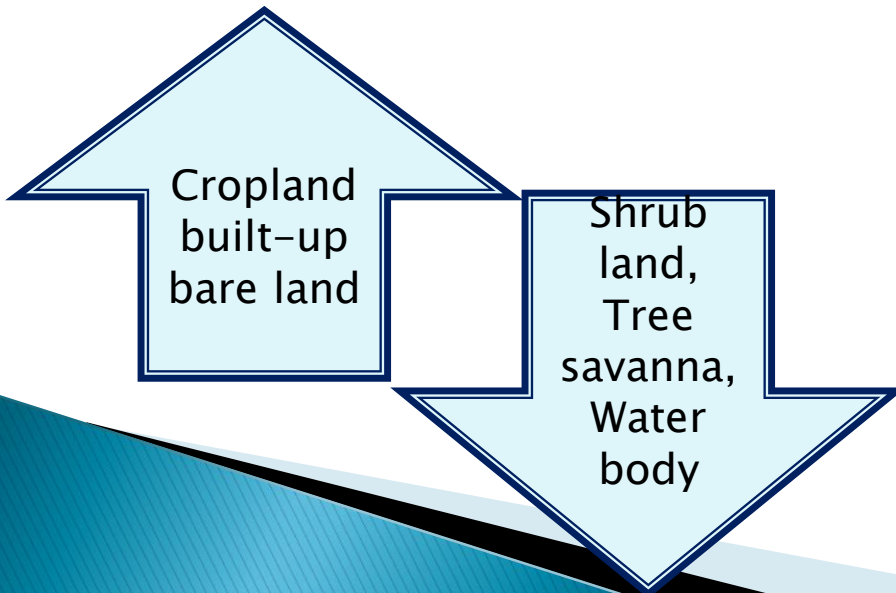 Cropland
built-up
bare land
Shrub
land,
Tree
savanna,
Water
body